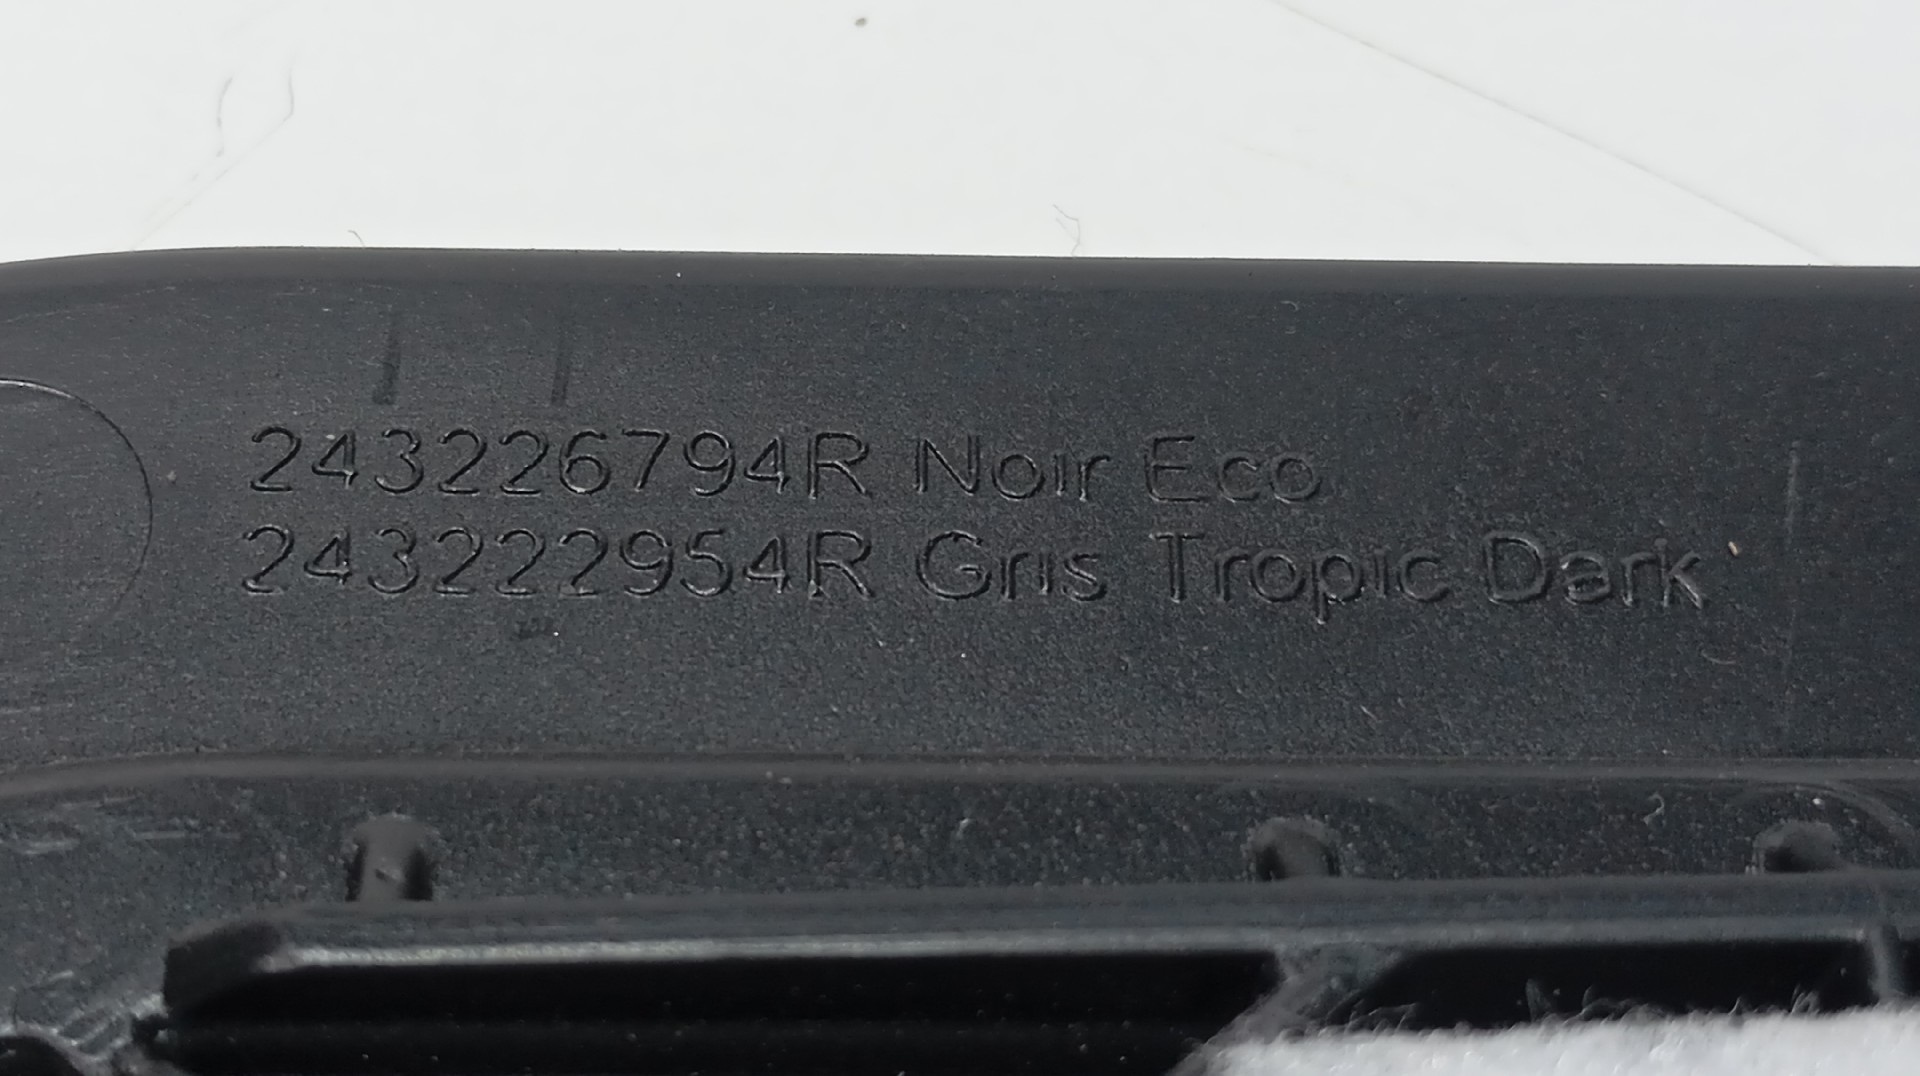 243226794R Noir Eco
243222954R Gris Tropic Dark